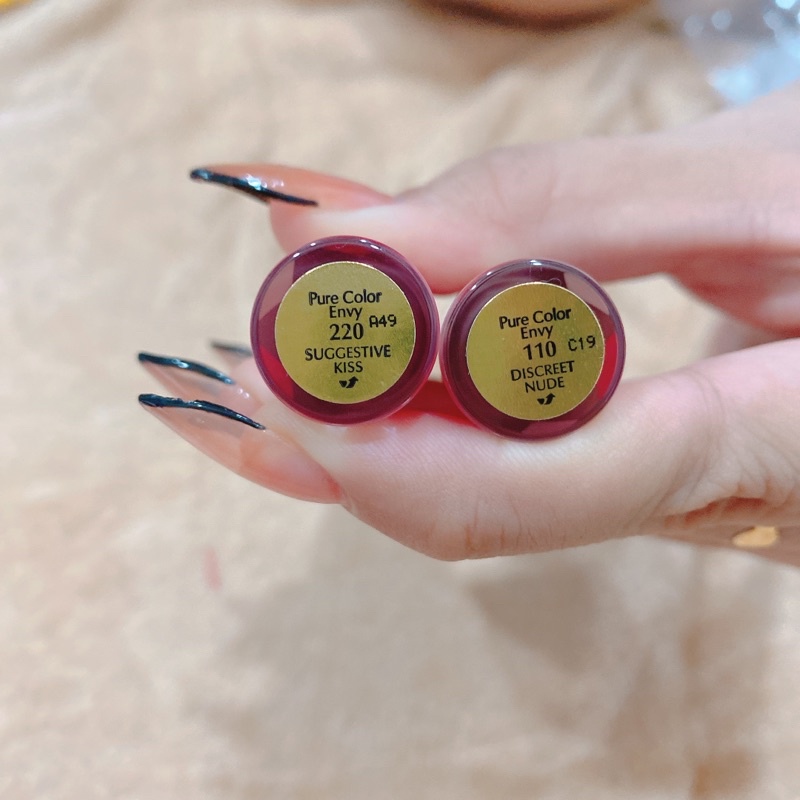 Pure Color
Envy
220 A49
SUGGESTIVE
KISS
Pure Color
Envy
110 C19
DISCREET
NUDE